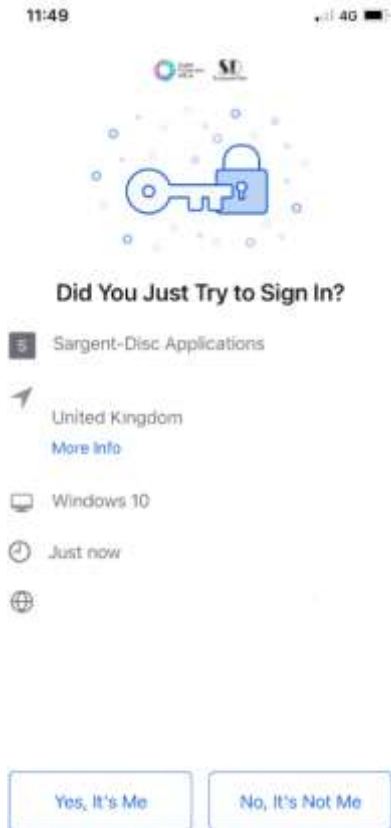 11:49
4G
SD
Did You Just Try to Sign In?
S
Sargent-Disc Applications
United Kingdom
More Info
Windows 10
Just now
Yes, It's Me
No, It's Not Me